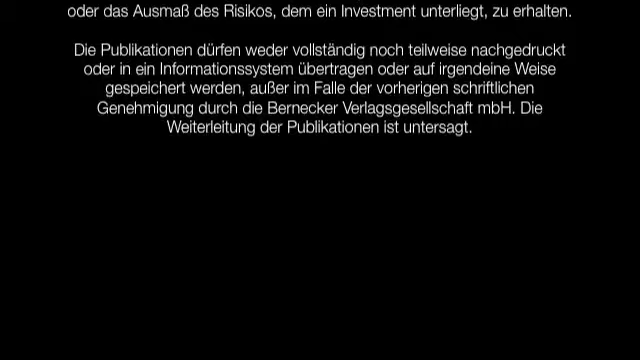 oder das Ausmaß des Risikos, dem ein Investment unterliegt, zu erhalten.
Die Publikationen dürfen weder vollständig noch teilweise nachgedruckt
oder in ein Informationssystem übertragen oder auf irgendeine Weise
gespeichert werden, außer im Falle der vorherigen schriftlichen
Genehmigung durch die Bernecker Verlagsgesellschaft mbH. Die
Weiterleitung der Publikationen ist untersagt.